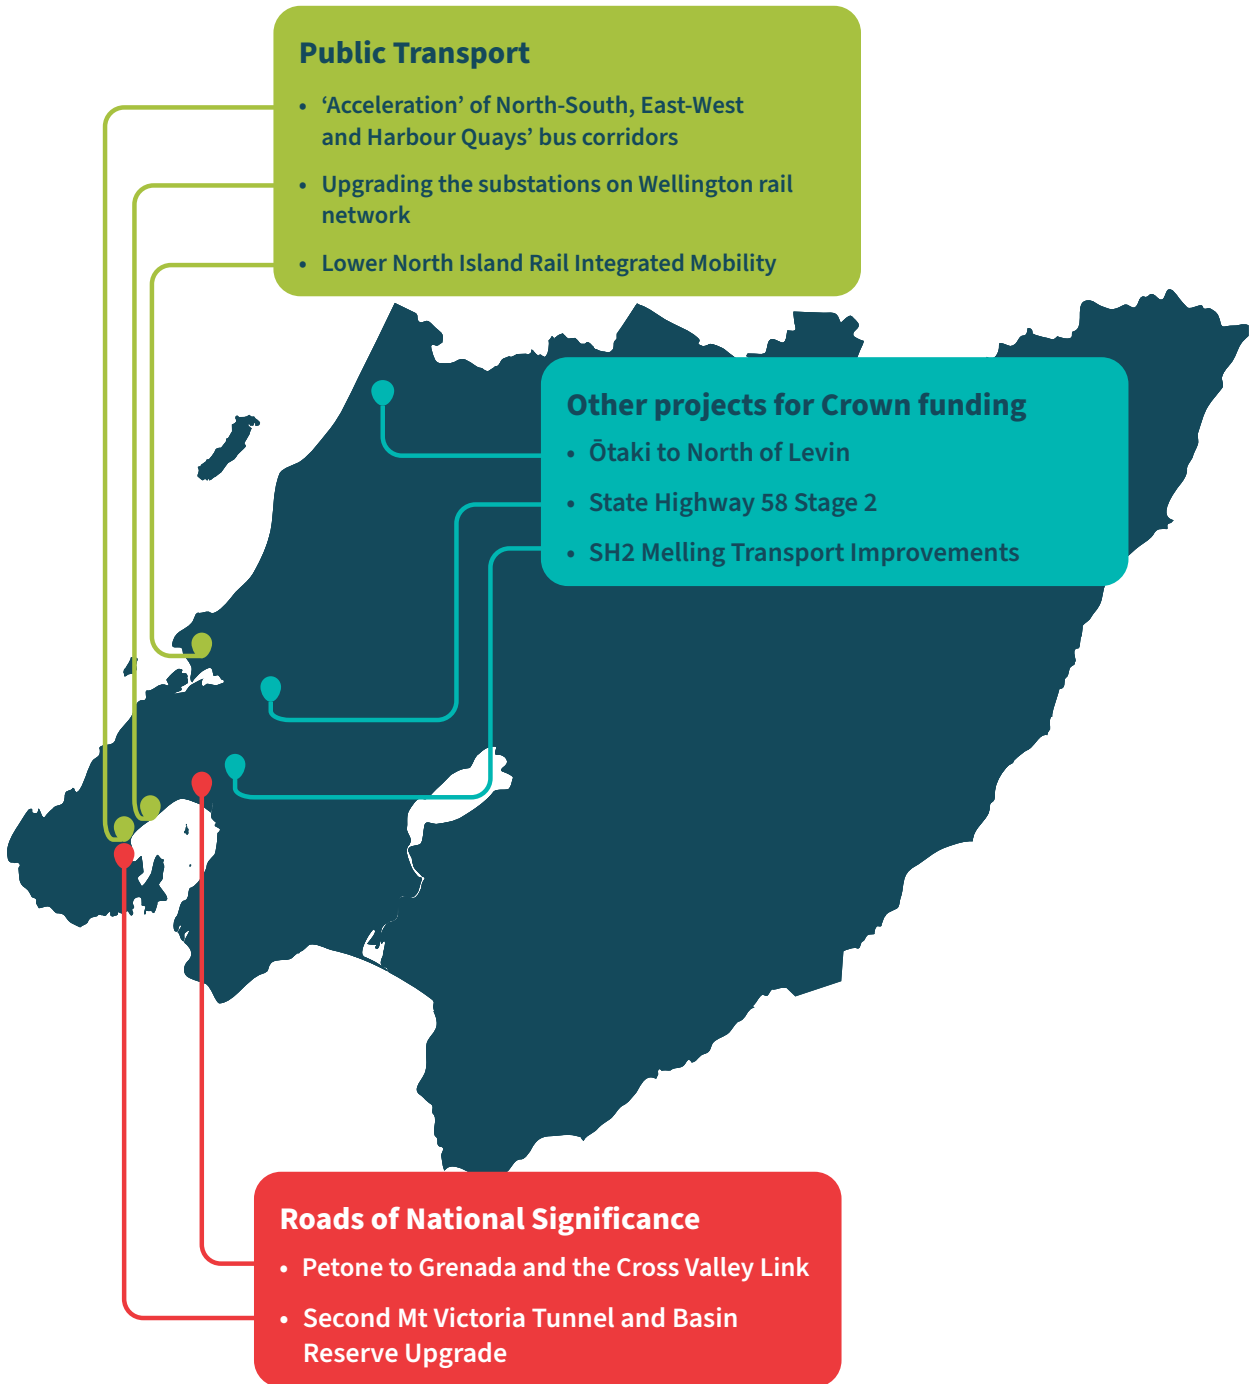 Public Transport
• ‘Acceleration’ of North-South, East-West
and Harbour Quays’ bus corridors
• Upgrading the substations on Wellington rail
network
• Lower North Island Rail Integrated Mobility
Other projects for Crown funding
• Ōtaki to North of Levin
• State Highway 58 Stage 2
• SH2 Melling Transport Improvements
Roads of National Significance
• Petone to Grenada and the Cross Valley Link
• Second Mt Victoria Tunnel and Basin
Reserve Upgrade